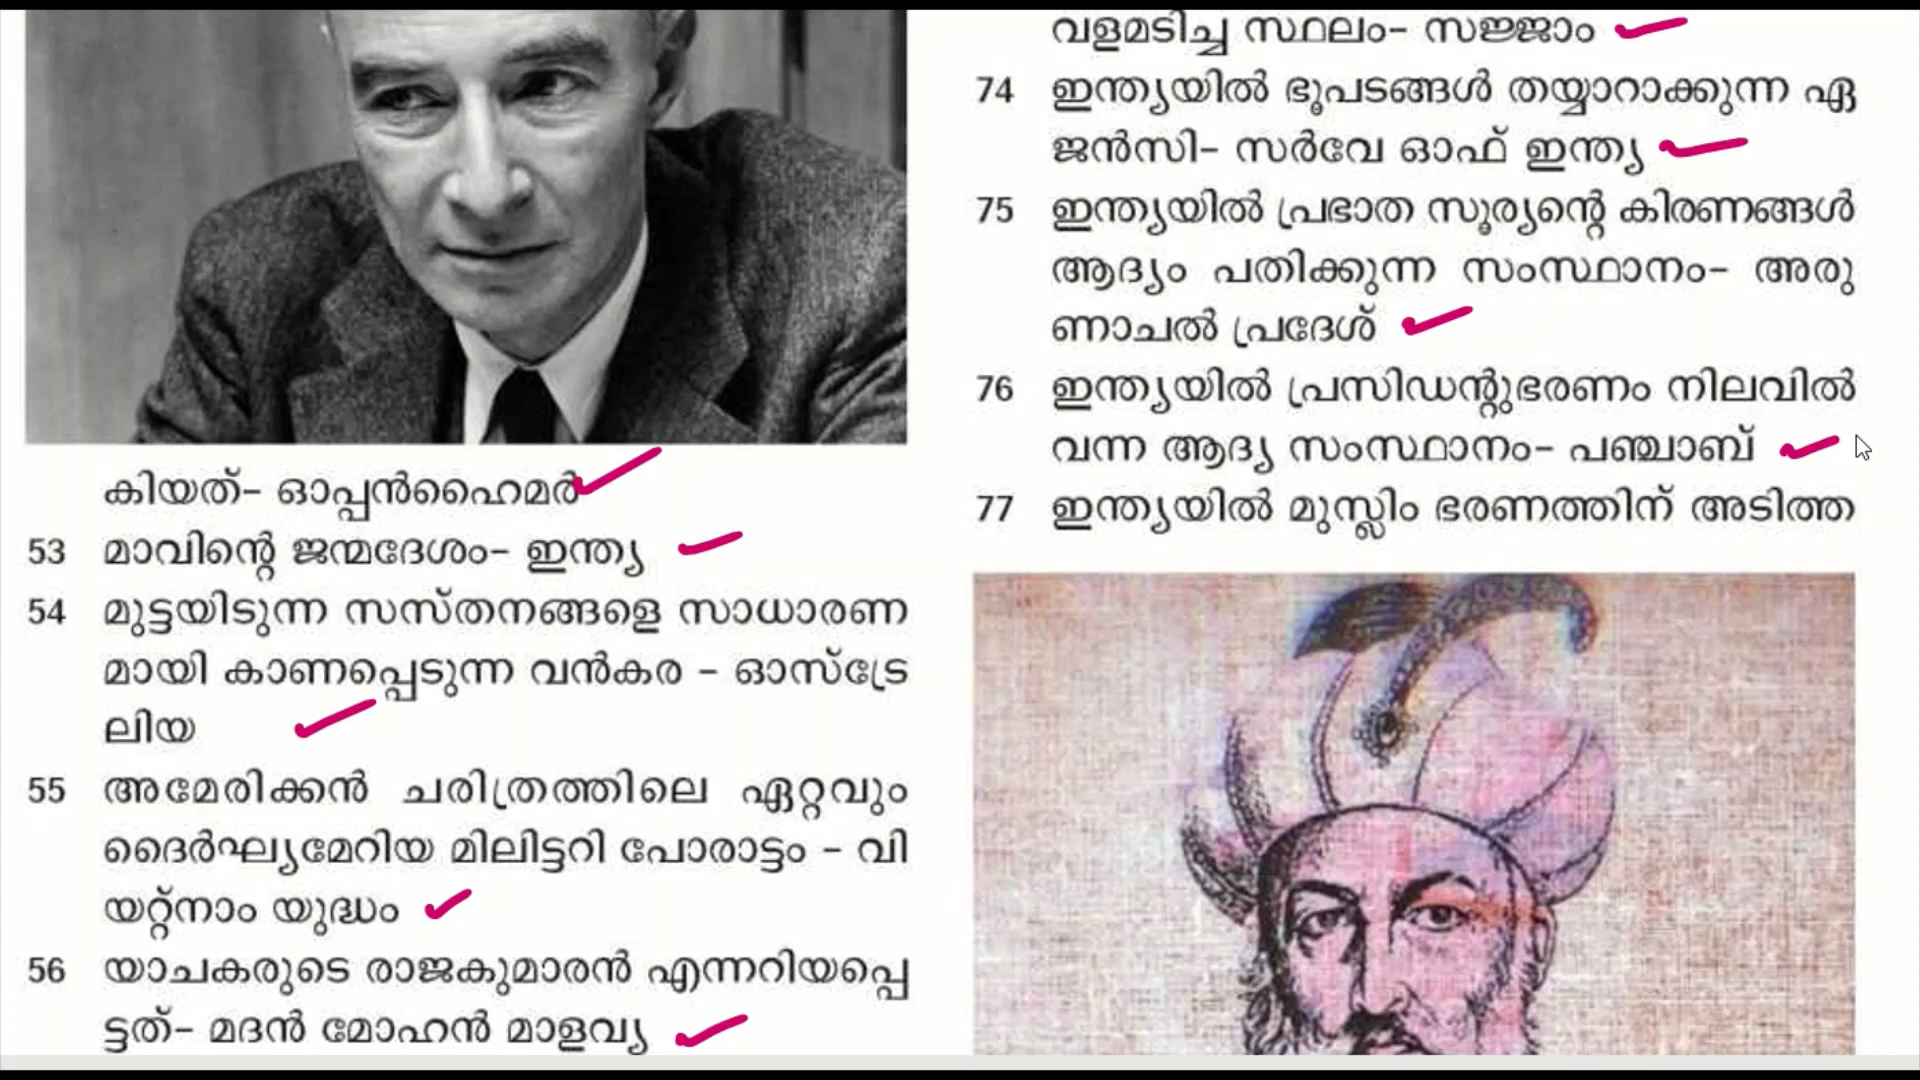 കിയത്- ഓപ്പൻഹൈമർ
53 മാവിന്റെ ജന്മദേശം- ഇന്ത്യ
54 മുട്ടയിടുന്ന സസ്തനങ്ങളെ സാധാരണ
മായി കാണപ്പെടുന്ന വൻകര - ഓസ്ട്രേ
ലിയ
55 അമേരിക്കൻ ചരിത്രത്തിലെ ഏറ്റവും
ദൈർഘ്യമേറിയ മിലിട്ടറി പോരാട്ടം - വി
യറ്റ്നാം യുദ്ധം
56 യാചകരുടെ രാജകുമാരൻ എന്നറിയപ്പെ
ട്ടത്- മദൻ മോഹൻ മാളവ്യ
വളമടിച്ച സ്ഥലം- സജ്ജാം
74 ഇന്ത്യയിൽ ഭൂപടങ്ങൾ തയ്യാറാക്കുന്ന ഏ
ജൻസി- സർവേ ഓഫ് ഇന്ത്യ
75 ഇന്ത്യയിൽ പ്രഭാത സൂര്യന്റെ കിരണങ്ങൾ
ആദ്യം പതിക്കുന്ന സംസ്ഥാനം- അരു
ണാചൽ പ്രദേശ്
76 ഇന്ത്യയിൽ പ്രസിഡന്റുഭരണം നിലവിൽ
വന്ന ആദ്യ സംസ്ഥാനം- പഞ്ചാബ്
77 ഇന്ത്യയിൽ മുസ്ലിം ഭരണത്തിന് അടിത്ത